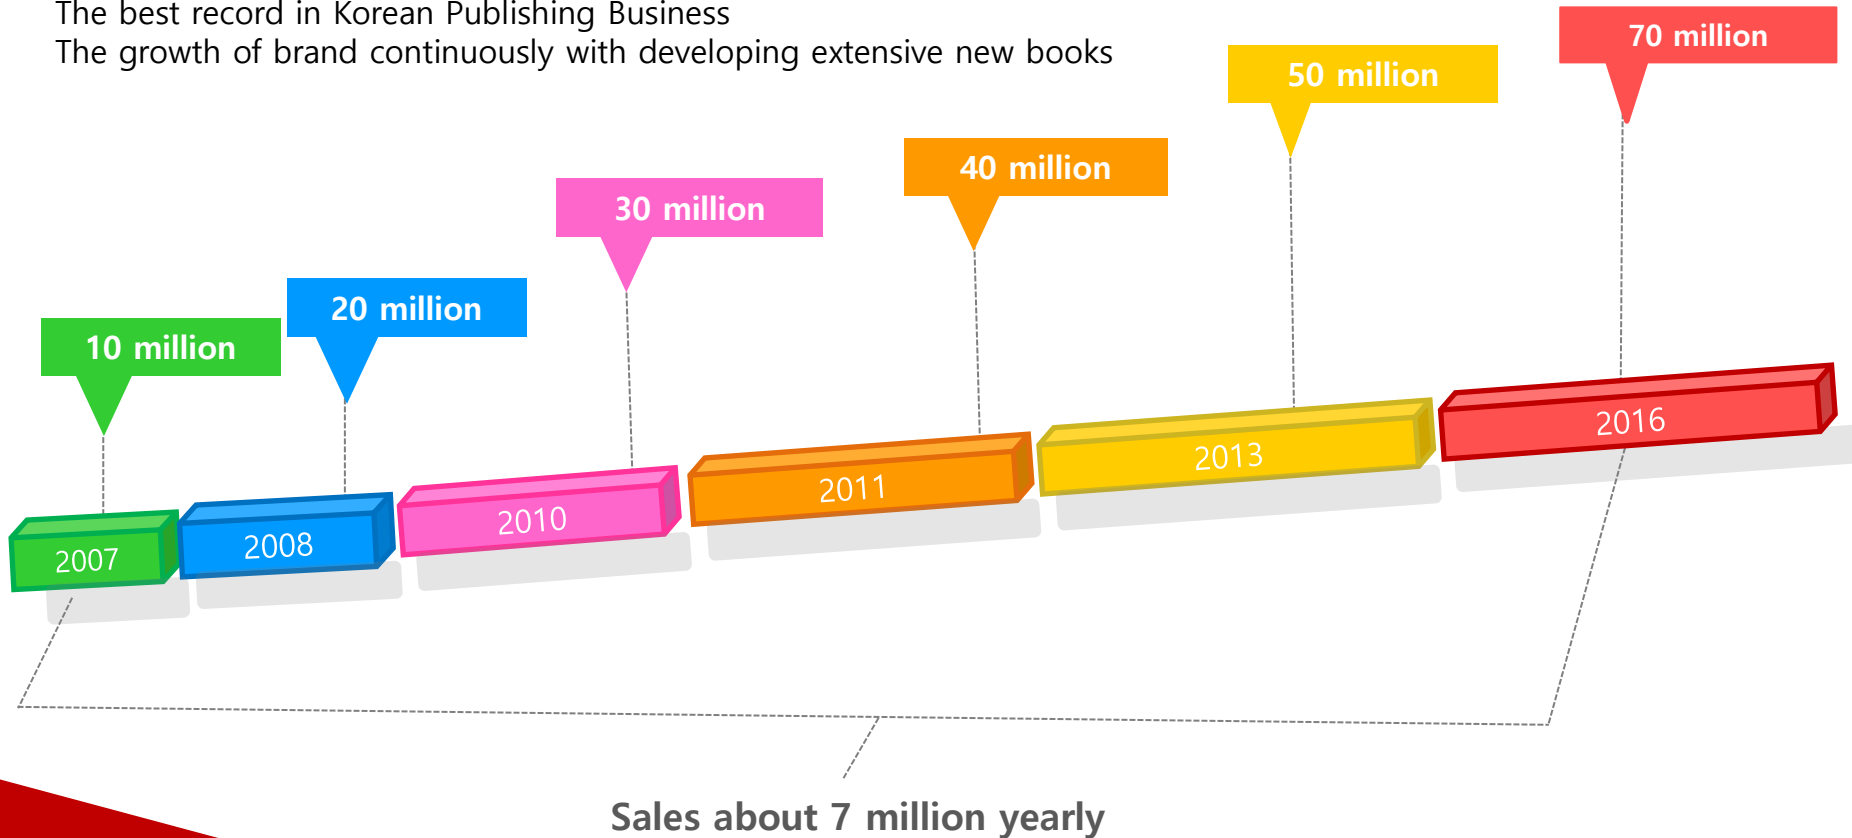 The best record in Korean Publishing Business
The growth of brand continuously with developing extensive new books
70 million
50 million
40 million
30 million
20 million
10 million
2007
2008
2010
2011
2013
2016
Sales about 7 million yearly